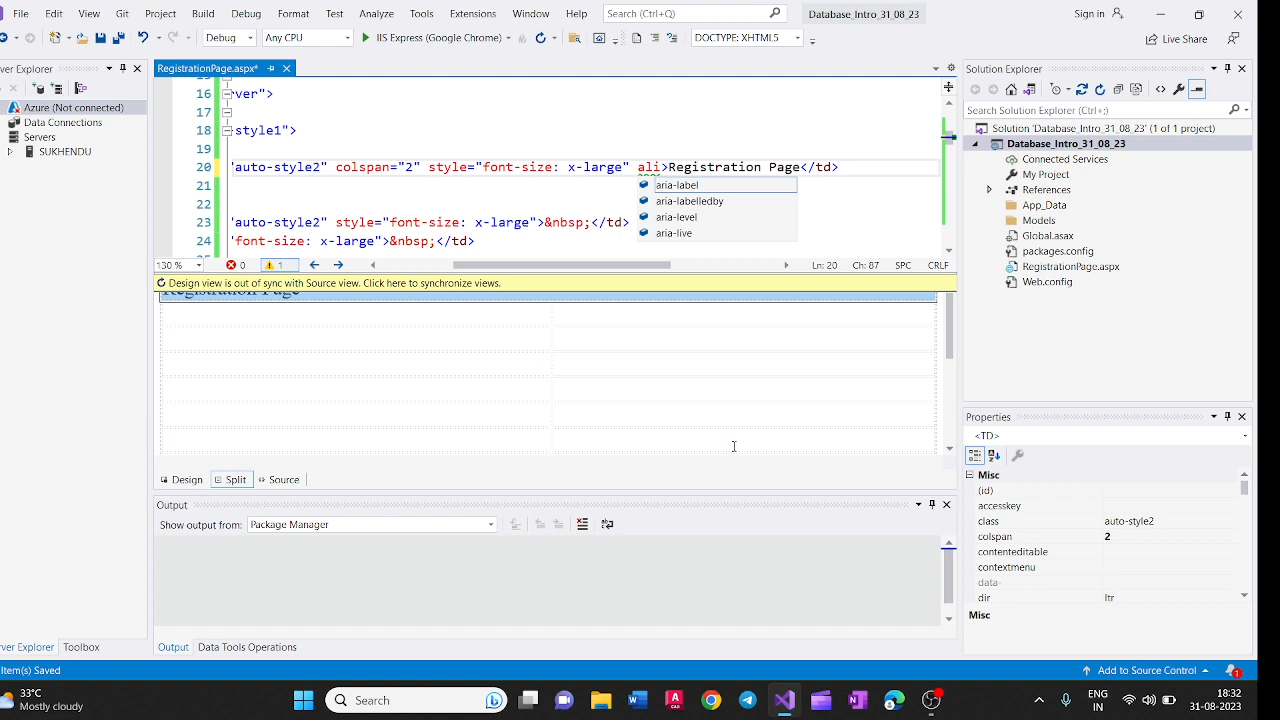 File Edit View Git Project Build Debug Format Test Analyze Tools Extensions Window Help Search (Ctrl+Q) Database_Intro_31_08_23 Sign in
Debug Any CPU IIS Express (Google Chrome) DOCTYPE: XHTML5 Live Share
ver Explorer
Azure (Not connected)
Data Connections
Servers
SUKHENDU
RegistrationPage.aspx*
16 ver">
17
18 style1">
19
20 "auto-style2" colspan="2" style="font-size: x-large" ali>Registration Page</td>
21
22
23 "auto-style2" style="font-size: x-large">&nbsp;</td>
24 "font-size: x-large">&nbsp;</td>
aria-label
aria-labelledby
aria-level
aria-live
130 % 0 1 Ln: 20 Ch: 87 SPC CRLF
Design view is out of sync with Source view. Click here to synchronize views.
Registration Page
Design Split Source
Output
Show output from: Package Manager
ver Explorer Toolbox Output Data Tools Operations
Solution Explorer
Search Solution Explorer (Ctrl+;)
Solution 'Database_Intro_31_08_23' (1 of 1 project)
Database_Intro_31_08_23
Connected Services
My Project
References
App_Data
Models
Global.asax
packages.config
RegistrationPage.aspx
Web.config
Properties
<TD>
Misc
(id)
accesskey
class auto-style2
colspan 2
contenteditable
contextmenu
data-
dir ltr
Misc
Item(s) Saved Add to Source Control 1
33°C
Mostly cloudy
Search
ENG
IN
18:32
31-08-2023